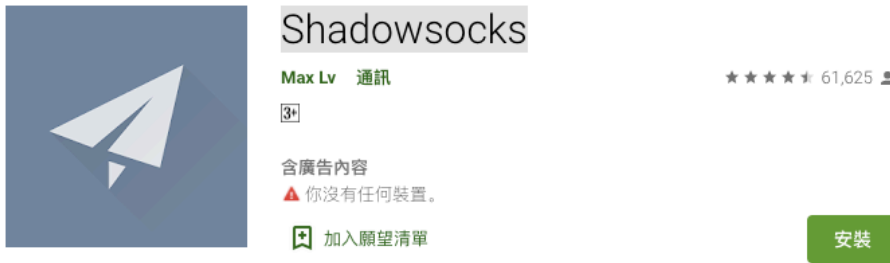 Shadowsocks
Max Lv 通訊
61,625
3+
含廣告內容
你沒有任何裝置。
加入願望清單
安裝